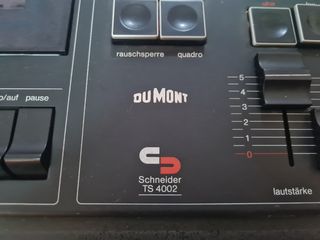 rauschsperre quadro
DUMONT
o/auf pause
5
4
3
2
1
0
Schneider
TS 4002
lautstärke